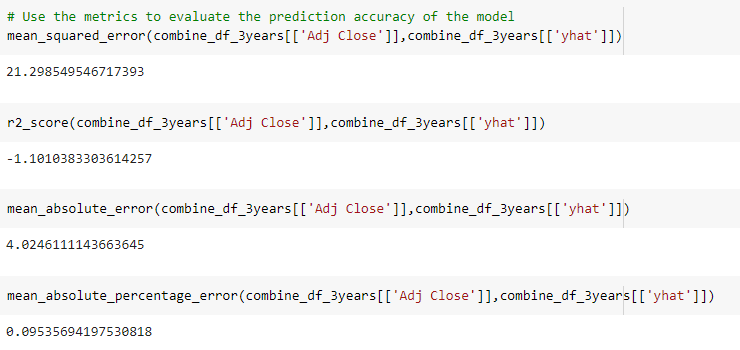 # Use the metrics to evaluate the prediction accuracy of the model
mean_squared_error(combine_df_3years[['Adj Close']],combine_df_3years[['yhat']])
21.298549546717393
r2_score(combine_df_3years[['Adj Close']],combine_df_3years[['yhat']])
-1.1010383303614257
mean_absolute_error(combine_df_3years[['Adj Close']],combine_df_3years[['yhat']])
4.0246111143663645
mean_absolute_percentage_error(combine_df_3years[['Adj Close']],combine_df_3years[['yhat']])
0.09535694197530818